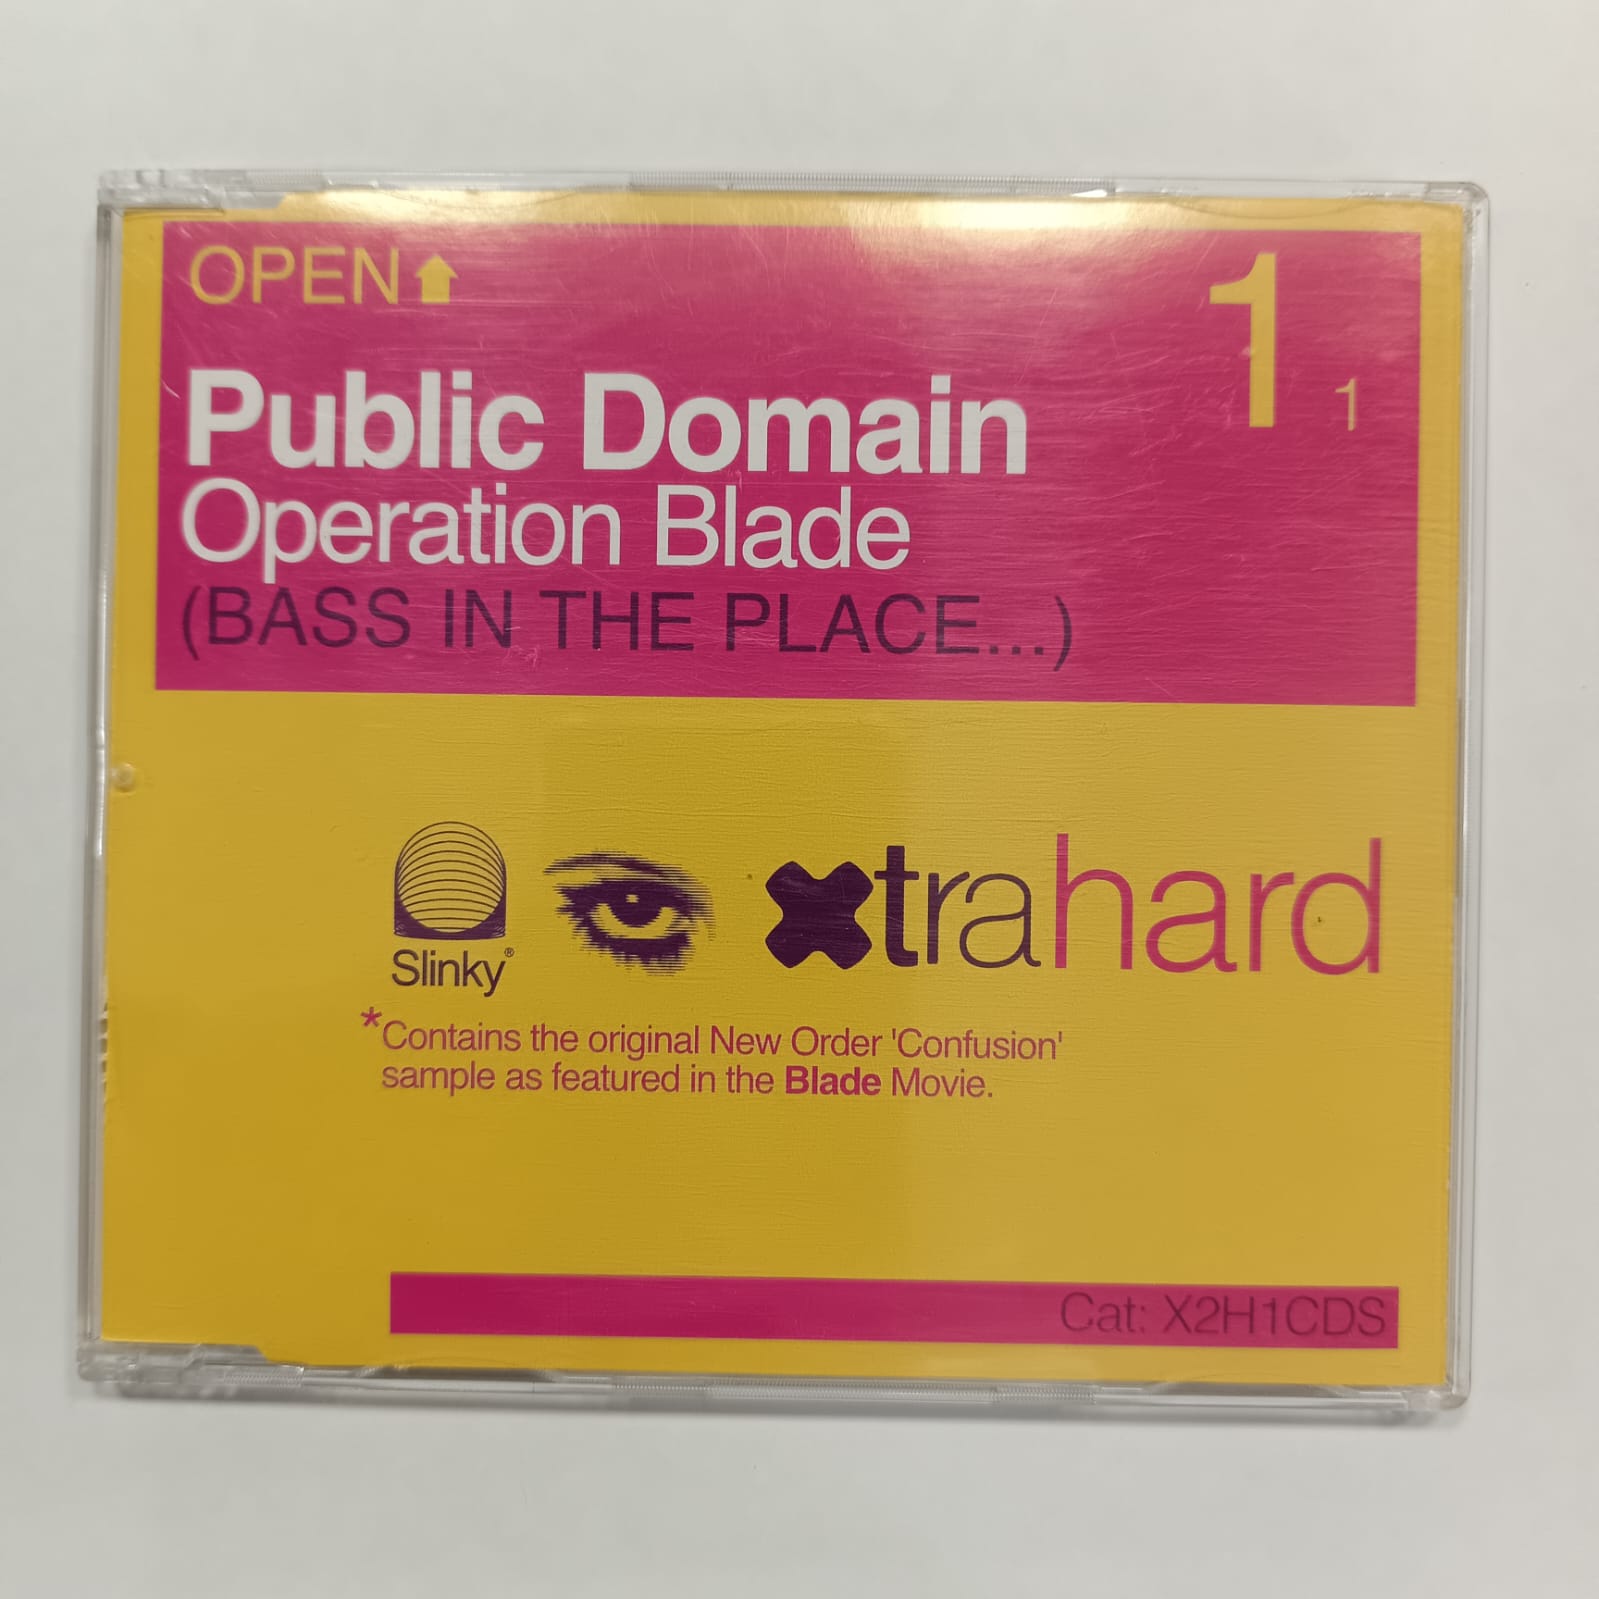 OPEN
1
1
Public Domain
Operation Blade
(BASS IN THE PLACE...)
Slinky®
xtrahard
*Contains the original New Order 'Confusion'
sample as featured in the Blade Movie.
Cat: X2H1CDS